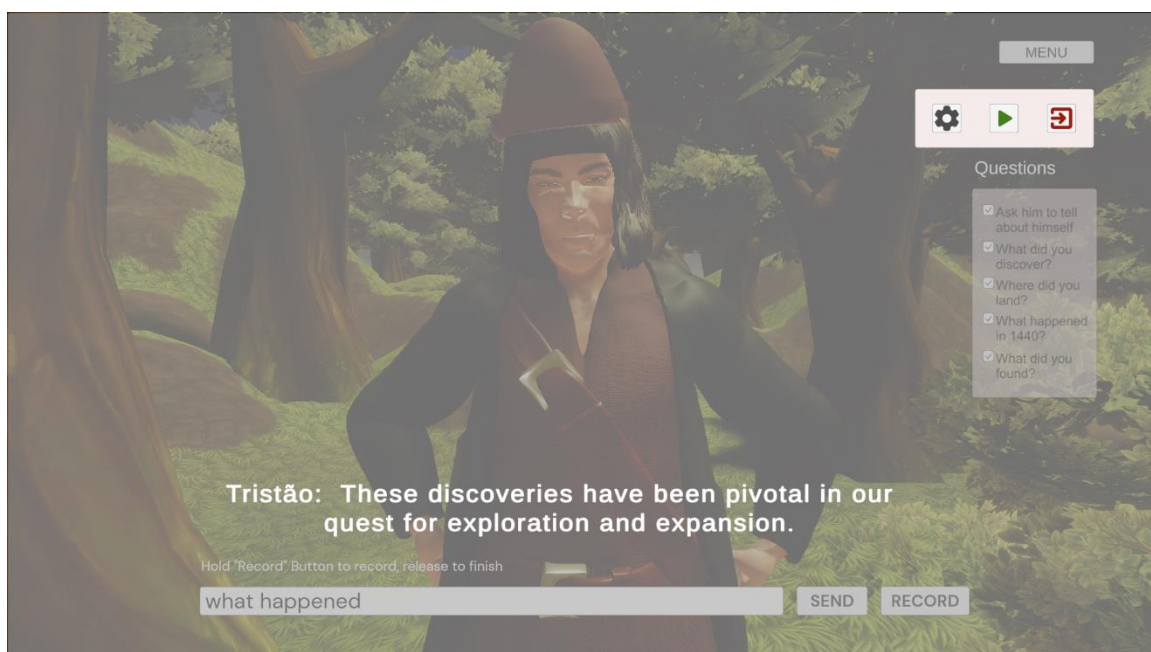 MENU
Questions
Ask him to tell
about himself
What did you
discover?
Where did you
land?
What happened
in 1440?
What did you
found?
Tristão: These discoveries have been pivotal in our
quest for exploration and expansion.
Hold "Record" Button to record, release to finish
what happened
SEND RECORD